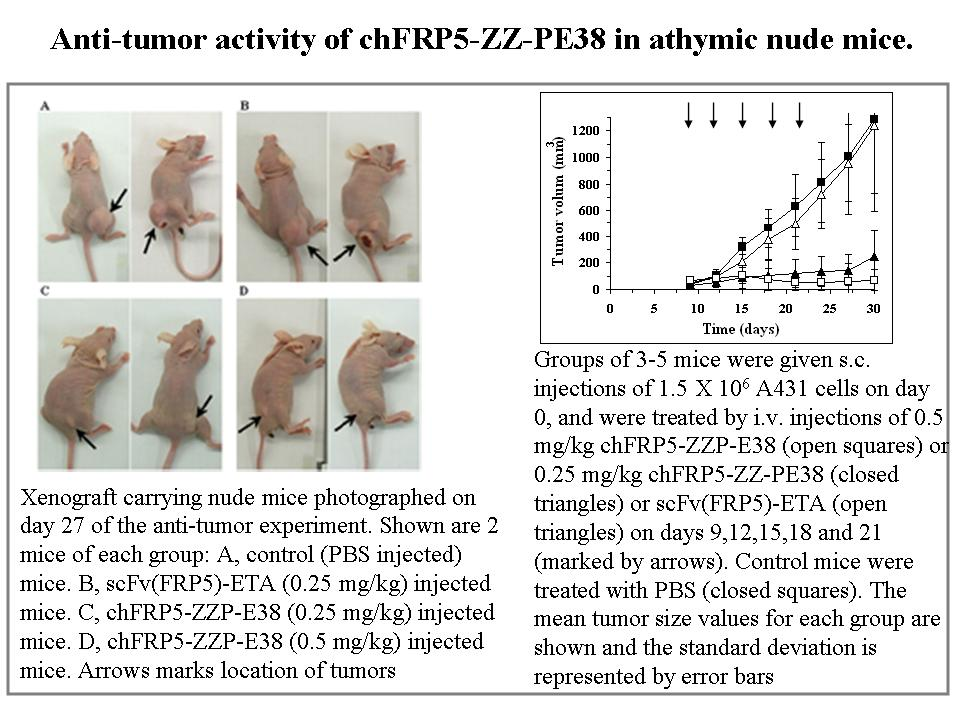 Anti-tumor activity of chFRP5-ZZ-PE38 in athymic nude mice.
A
B
C
D
Xenograft carrying nude mice photographed on
day 27 of the anti-tumor experiment. Shown are 2
mice of each group: A, control (PBS injected)
mice. B, scFv(FRP5)-ETA (0.25 mg/kg) injected
mice. C, chFRP5-ZZP-E38 (0.25 mg/kg) injected
mice. D, chFRP5-ZZP-E38 (0.5 mg/kg) injected
mice. Arrows marks location of tumors
Tumor volum (mm3)
1200
1000
800
600
400
200
0
0 5 10 15 20 25 30
Time (days)
Groups of 3-5 mice were given s.c.
injections of 1.5 X 10⁶ A431 cells on day
0, and were treated by i.v. injections of 0.5
mg/kg chFRP5-ZZP-E38 (open squares) or
0.25 mg/kg chFRP5-ZZ-PE38 (closed
triangles) or scFv(FRP5)-ETA (open
triangles) on days 9,12,15,18 and 21
(marked by arrows). Control mice were
treated with PBS (closed squares). The
mean tumor size values for each group are
shown and the standard deviation is
represented by error bars